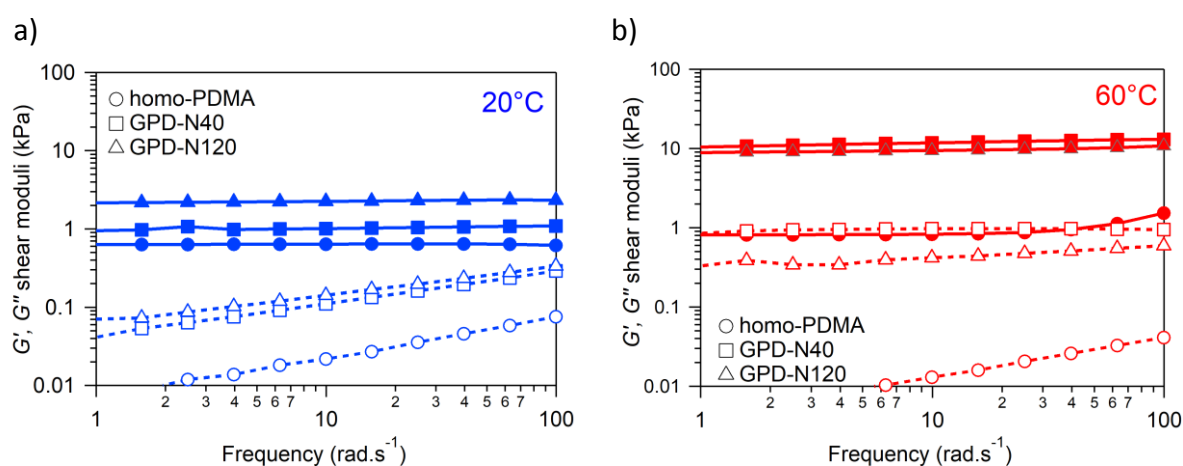 a)
100
10
1
0.1
0.01
G′, G″ shear moduli (kPa)
homo-PDMA
GPD-N40
GPD-N120
20°C
1 2 3 4 5 6 7 10 2 3 4 5 6 7 100
Frequency (rad.s⁻¹)
b)
100
10
1
0.1
0.01
G′, G″ shear moduli (kPa)
60°C
homo-PDMA
GPD-N40
GPD-N120
1 2 3 4 5 6 7 10 2 3 4 5 6 7 100
Frequency (rad.s⁻¹)